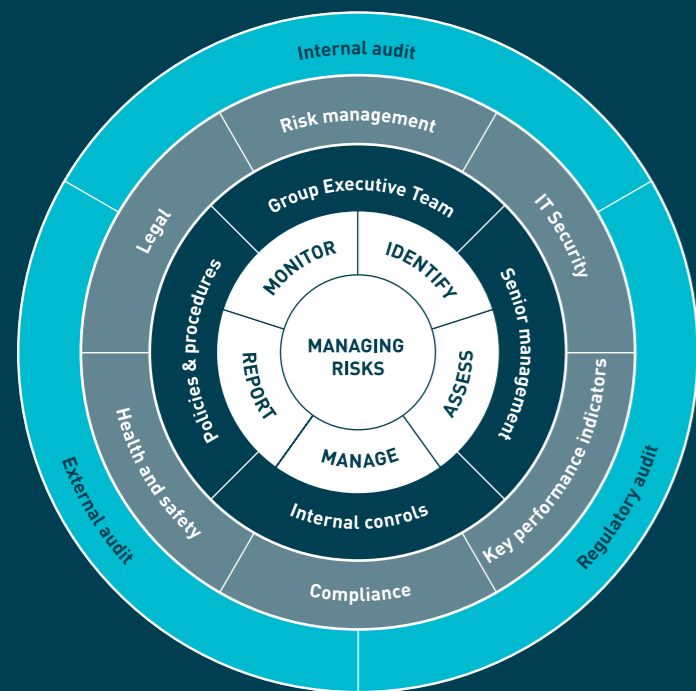 Internal audit
Risk management
Legal
IT Security
Group Executive Team
MONITOR
IDENTIFY
Policies & procedures
Senior management
MANAGING
RISKS
REPORT
ASSESS
MANAGE
Internal conrols
Health and safety
Key performance indicators
Compliance
External audit
Regulatory audit